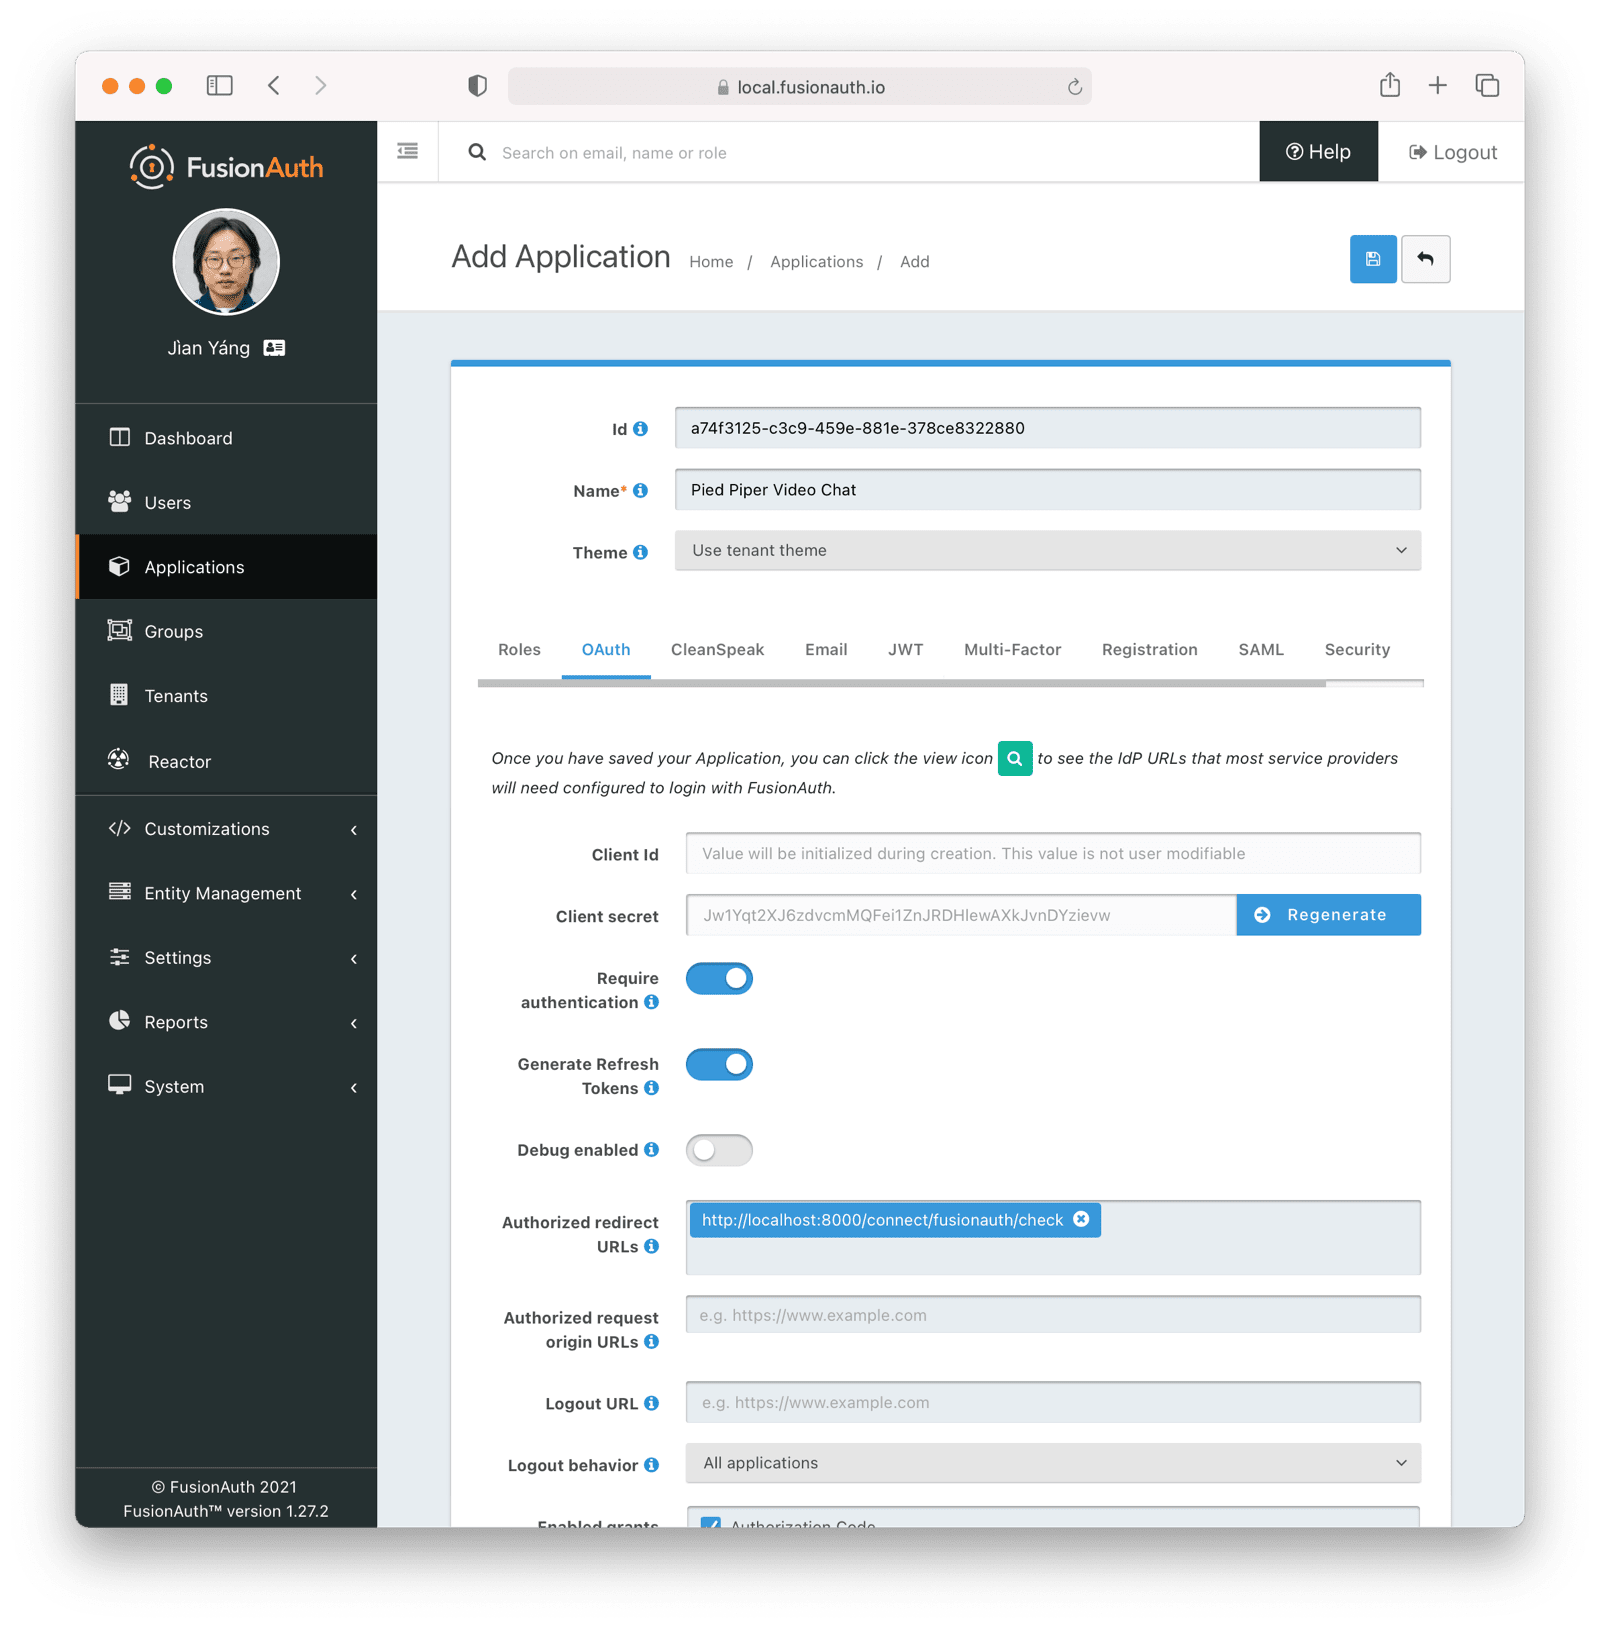 local.fusionauth.io
FusionAuth
Search on email, name or role
Help
Logout
Jìan Yáng
Add Application
Home / Applications / Add
Dashboard
Users
Applications
Groups
Tenants
Reactor
Customizations
Entity Management
Settings
Reports
System
© FusionAuth 2021
FusionAuth™ version 1.27.2
Id
a74f3125-c3c9-459e-881e-378ce8322880
Name*
Pied Piper Video Chat
Theme
Use tenant theme
Roles OAuth CleanSpeak Email JWT Multi-Factor Registration SAML Security
Once you have saved your Application, you can click the view icon to see the IdP URLs that most service providers
will need configured to login with FusionAuth.
Client Id
Value will be initialized during creation. This value is not user modifiable
Client secret
Jw1Yqt2XJ6zdvcmMQFei1ZnJRDHIewAXkJvnDYzievw
Regenerate
Require
authentication
Generate Refresh
Tokens
Debug enabled
Authorized redirect
URLs
http://localhost:8000/connect/fusionauth/check
Authorized request
origin URLs
e.g. https://www.example.com
Logout URL
e.g. https://www.example.com
Logout behavior
All applications
Enabled grants
Authorization Code